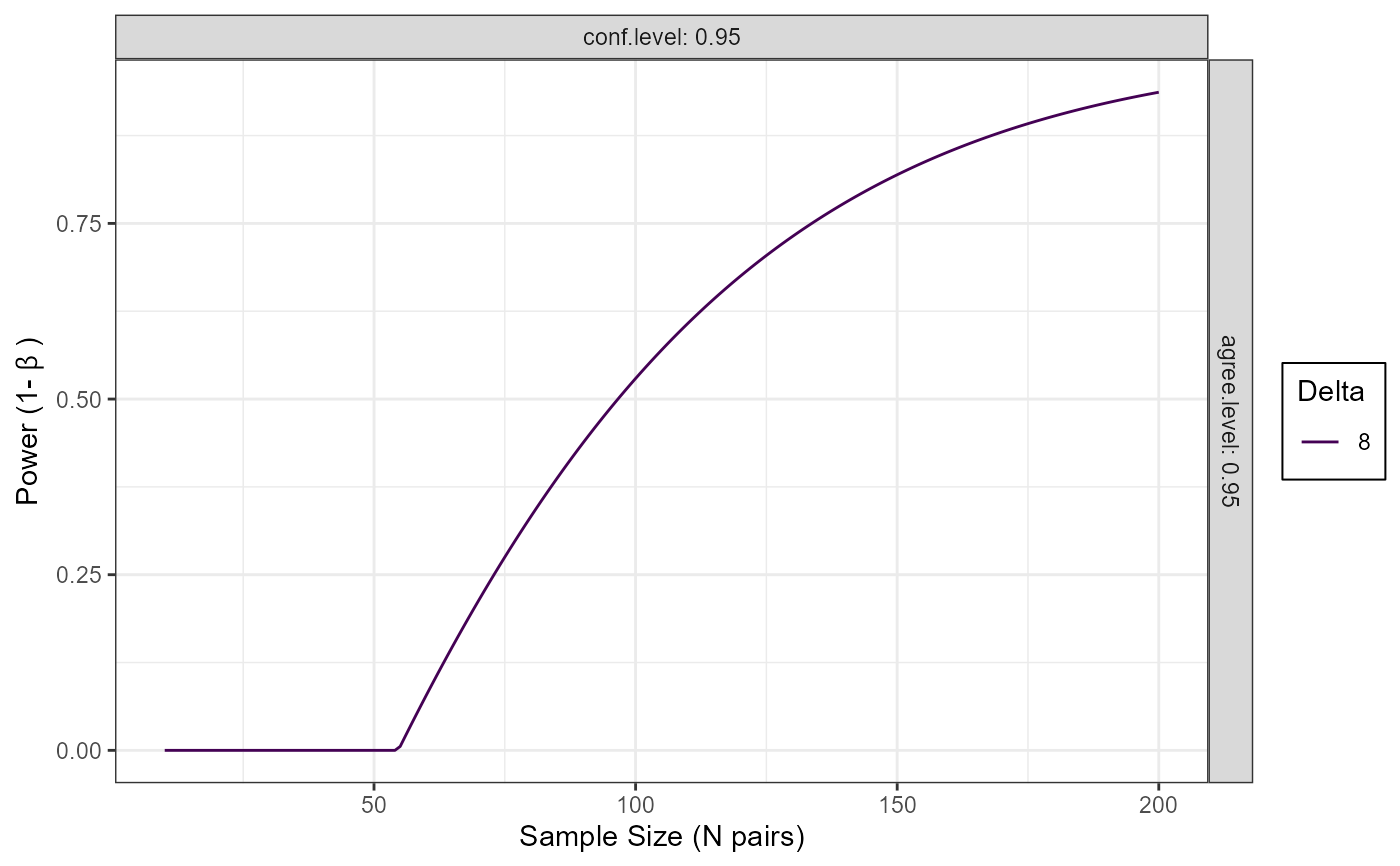 conf.level: 0.95
agree.level: 0.95
Power (1- β )
0.75
0.50
0.25
0.00
50
100
150
200
Sample Size (N pairs)
Delta
8